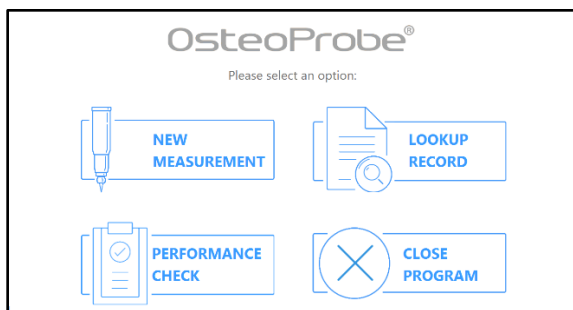 OsteoProbe®
Please select an option:
NEW
MEASUREMENT
LOOKUP
RECORD
PERFORMANCE
CHECK
CLOSE
PROGRAM